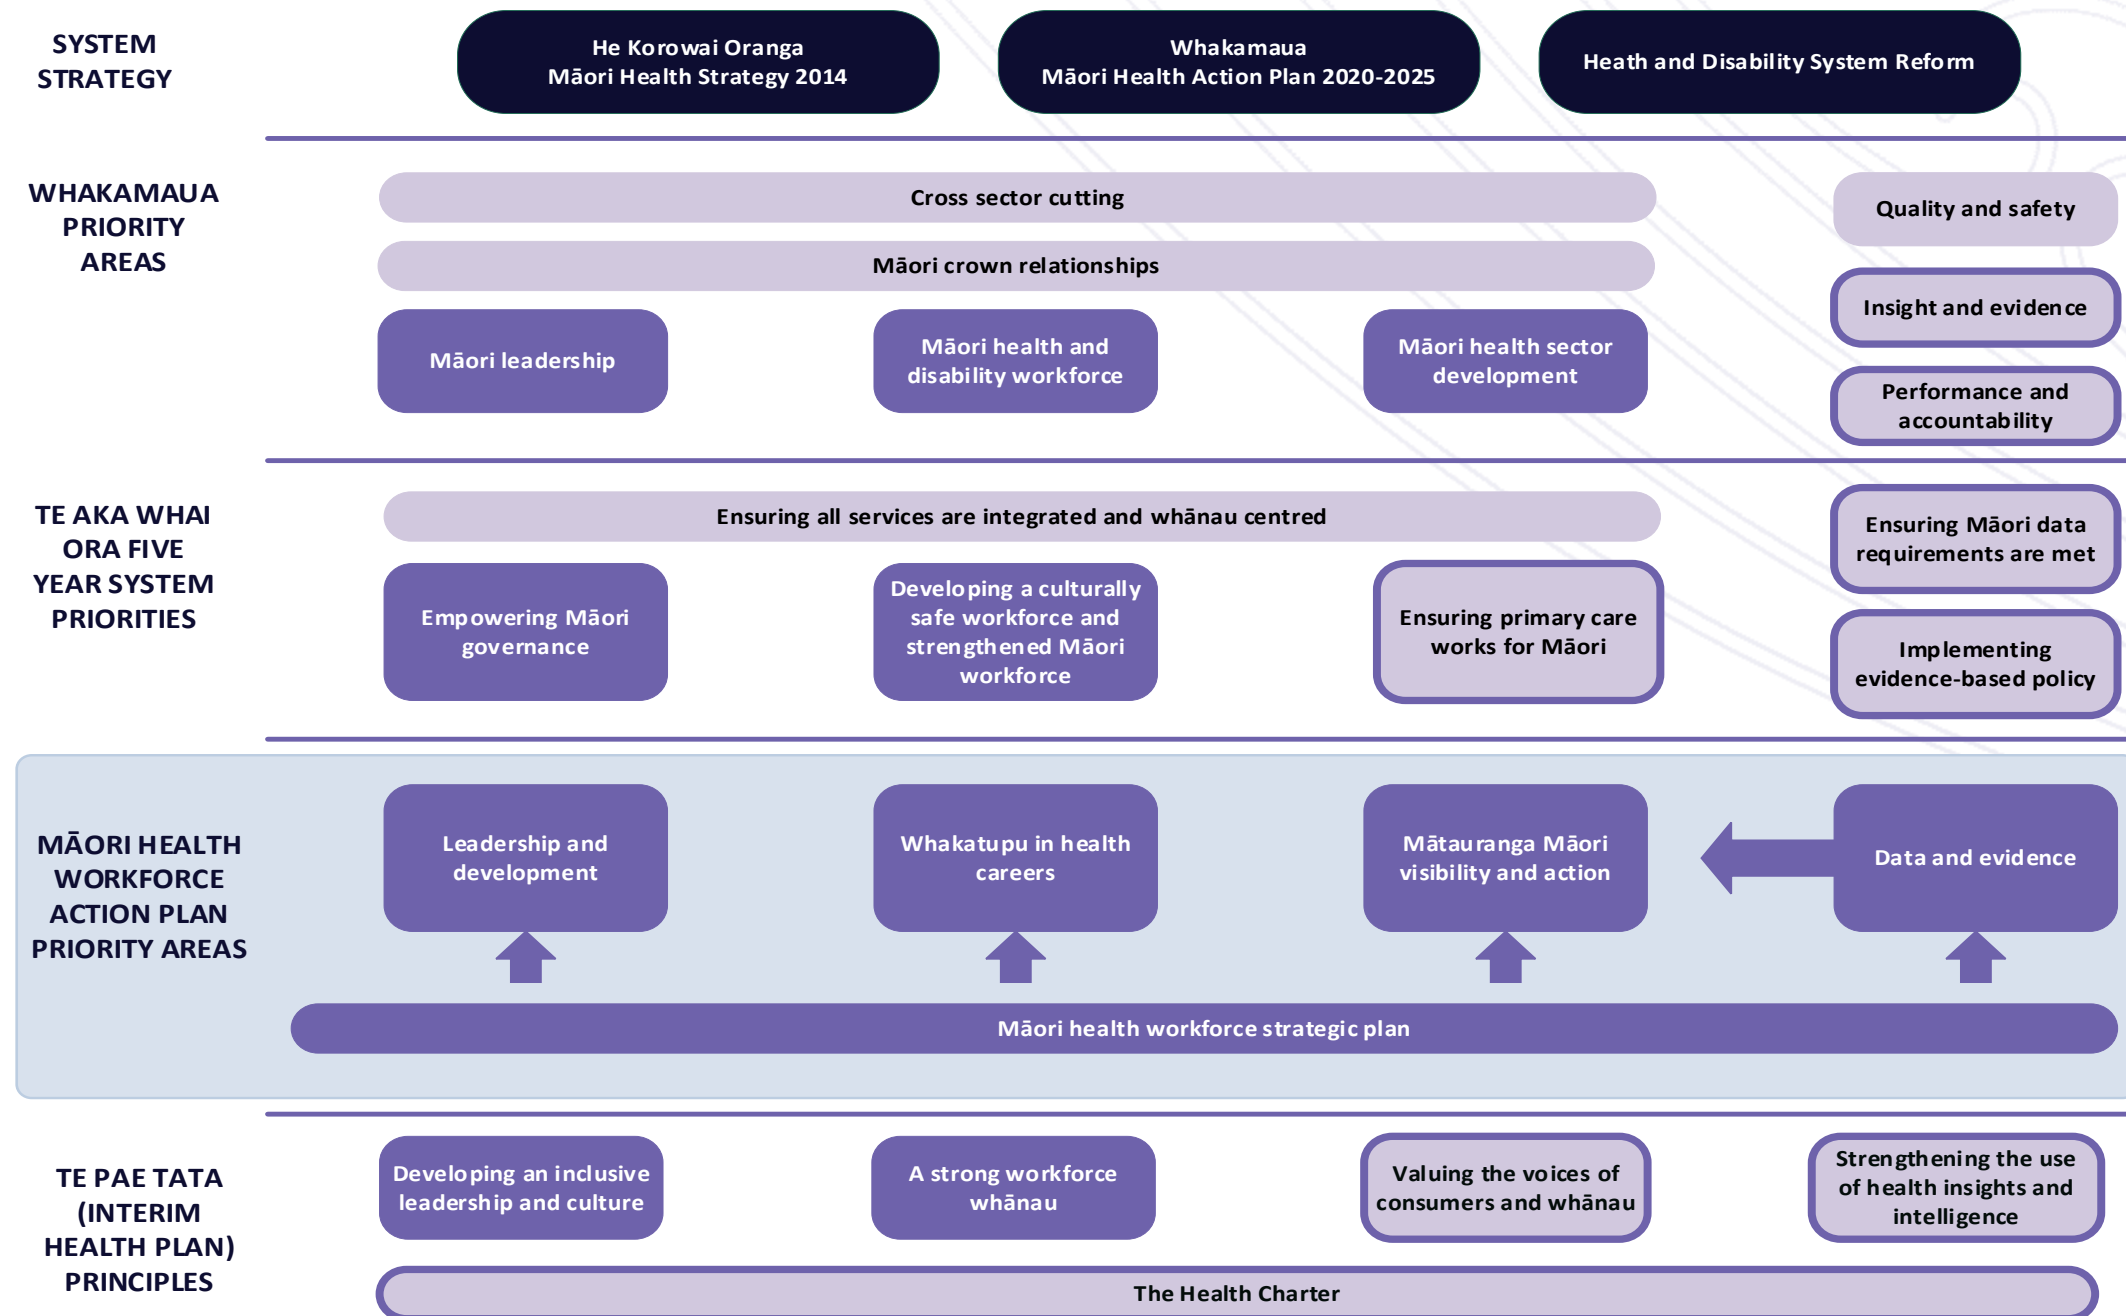 SYSTEM
STRATEGY
He Korowai Oranga
Māori Health Strategy 2014
Whakamaua
Māori Health Action Plan 2020-2025
Heath and Disability System Reform
WHAKAMAUA
PRIORITY
AREAS
Cross sector cutting
Māori crown relationships
Māori leadership
Māori health and
disability workforce
Māori health sector
development
Quality and safety
Insight and evidence
Performance and
accountability
TE AKA WHAI
ORA FIVE
YEAR SYSTEM
PRIORITIES
Ensuring all services are integrated and whānau centred
Empowering Māori
governance
Developing a culturally
safe workforce and
strengthened Māori
workforce
Ensuring primary care
works for Māori
Ensuring Māori data
requirements are met
Implementing
evidence-based policy
MĀORI HEALTH
WORKFORCE
ACTION PLAN
PRIORITY AREAS
Leadership and
development
Whakatupu in health
careers
Mātauranga Māori
visibility and action
Data and evidence
Māori health workforce strategic plan
TE PAE TATA
(INTERIM
HEALTH PLAN)
PRINCIPLES
Developing an inclusive
leadership and culture
A strong workforce
whānau
Valuing the voices of
consumers and whānau
Strengthening the use
of health insights and
intelligence
The Health Charter